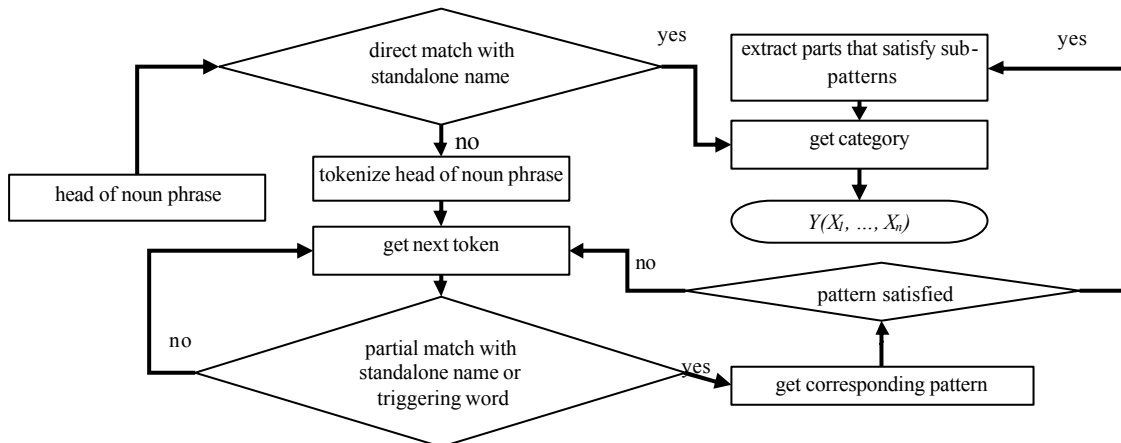 direct match with
standalone name
yes
extract parts that satisfy sub-
patterns
yes
no
get category
head of noun phrase
tokenize head of noun phrase
Y(X1, ..., Xn)
get next token
no
pattern satisfied
no
partial match with
standalone name or
triggering word
yes
get corresponding pattern